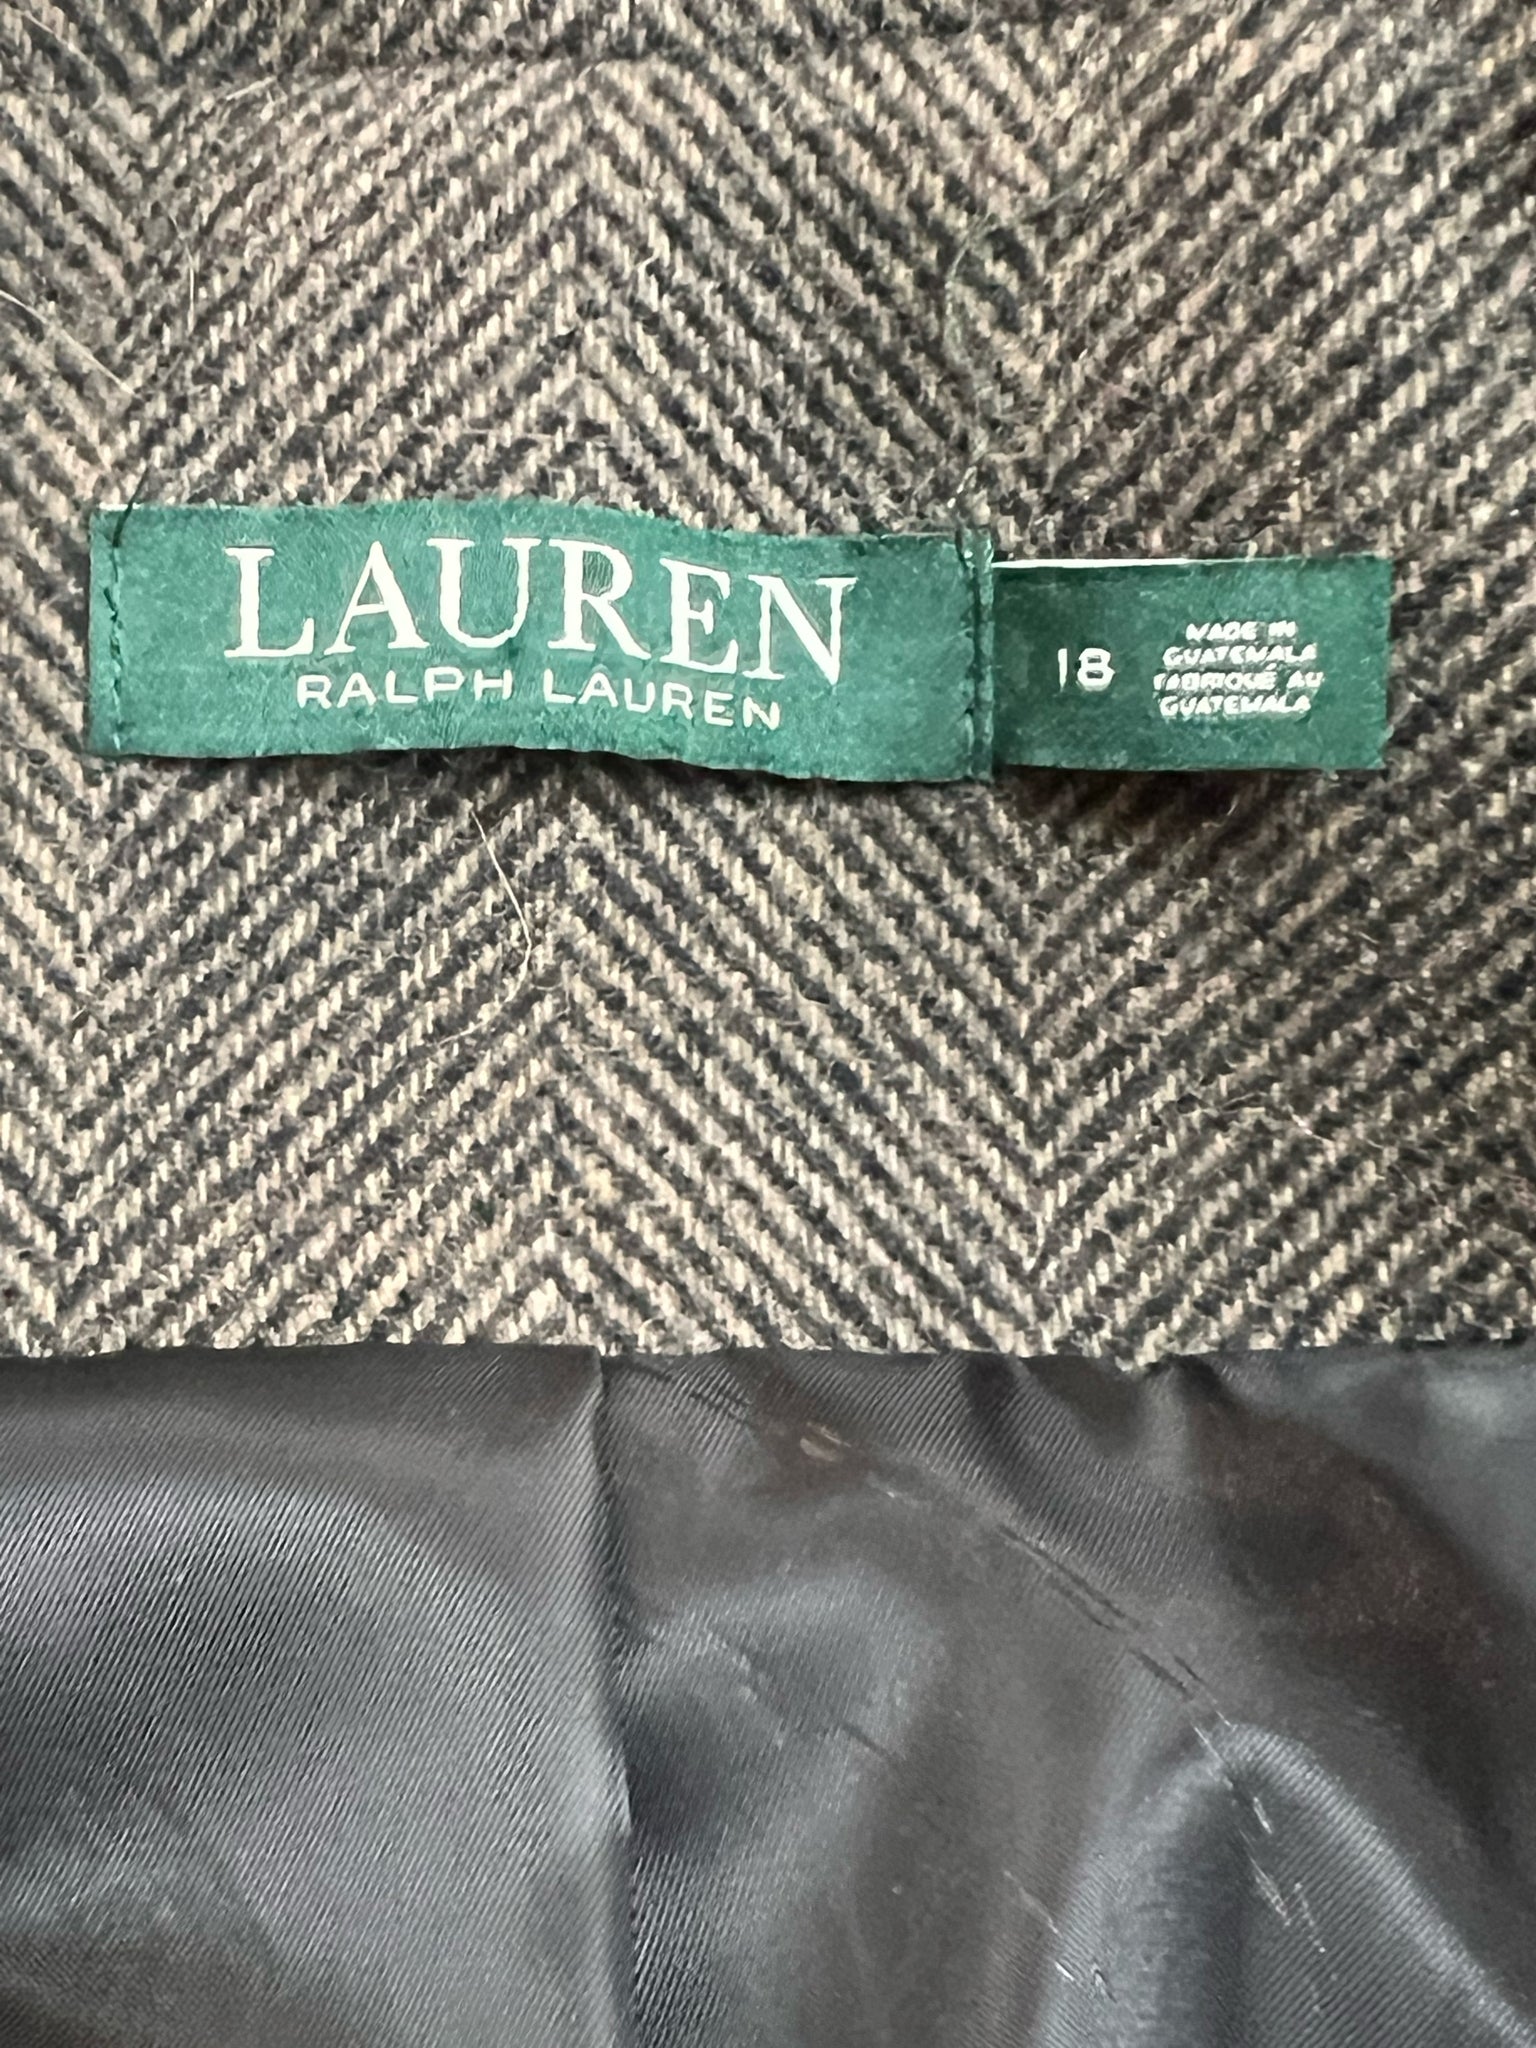 LAUREN
RALPH LAUREN
18
MADE IN
GUATEMALA
FABRIQUÉ AU
GUATEMALA